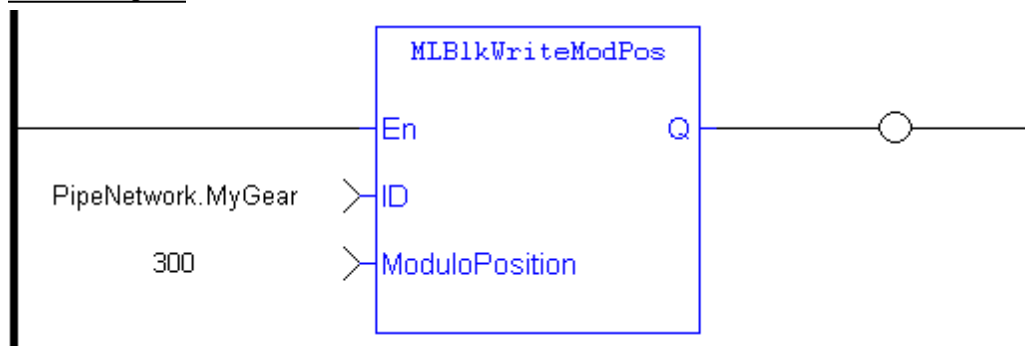 MLBlkWriteModPos
En Q
PipeNetwork.MyGear ID
300 ModuloPosition